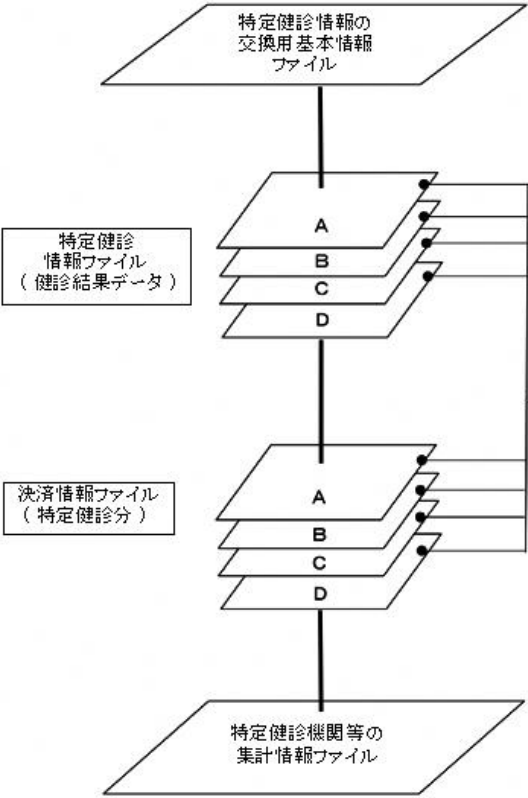 特定健診情報の
交換用基本情報
ファイル
A
B
C
D
特定健診
情報ファイル
（健診結果データ）
A
B
C
D
決済情報ファイル
（特定健診分）
特定健診機関等の
集計情報ファイル